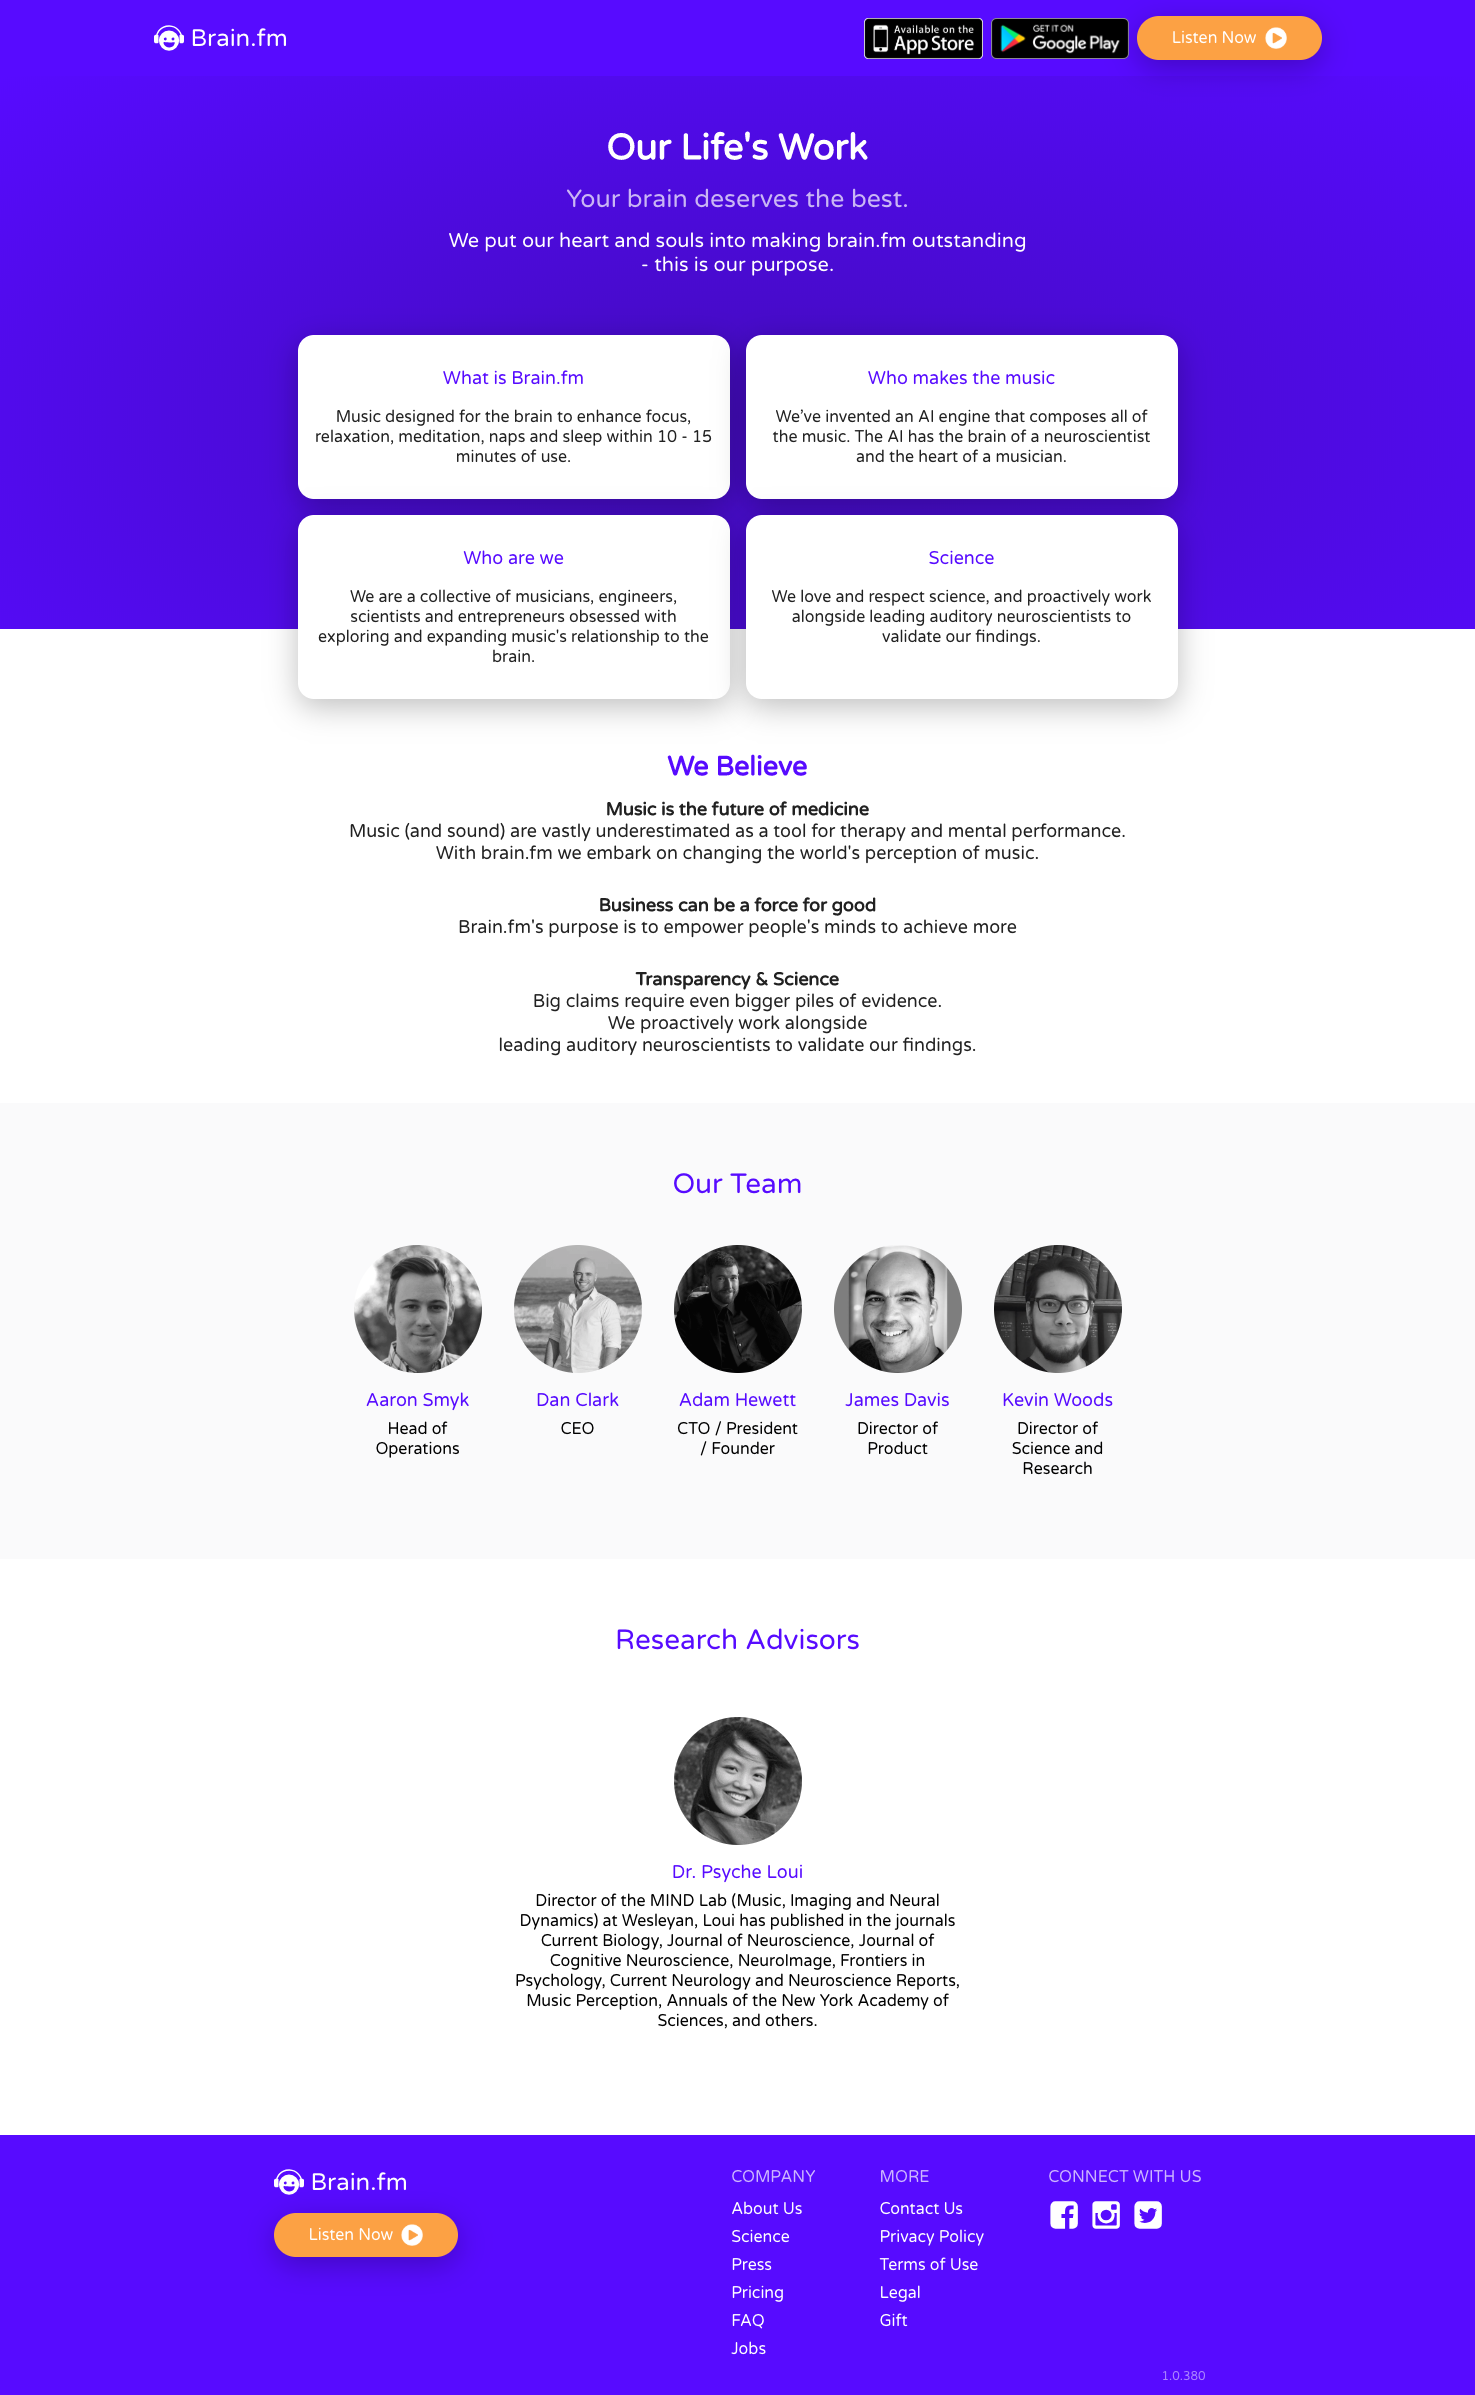 Brain.fm
Available on the
App Store
GET IT ON
Google Play
Listen Now
Our Life's Work
Your brain deserves the best.
We put our heart and souls into making brain.fm outstanding
- this is our purpose.
What is Brain.fm
Music designed for the brain to enhance focus,
relaxation, meditation, naps and sleep within 10 - 15
minutes of use.
Who makes the music
We’ve invented an AI engine that composes all of
the music. The AI has the brain of a neuroscientist
and the heart of a musician.
Who are we
We are a collective of musicians, engineers,
scientists and entrepreneurs obsessed with
exploring and expanding music's relationship to the
brain.
Science
We love and respect science, and proactively work
alongside leading auditory neuroscientists to
validate our findings.
We Believe
Music is the future of medicine
Music (and sound) are vastly underestimated as a tool for therapy and mental performance.
With brain.fm we embark on changing the world's perception of music.
Business can be a force for good
Brain.fm's purpose is to empower people's minds to achieve more
Transparency & Science
Big claims require even bigger piles of evidence.
We proactively work alongside
leading auditory neuroscientists to validate our findings.
Our Team
Aaron Smyk
Head of
Operations
Dan Clark
CEO
Adam Hewett
CTO / President
/ Founder
James Davis
Director of
Product
Kevin Woods
Director of
Science and
Research
Research Advisors
Dr. Psyche Loui
Director of the MIND Lab (Music, Imaging and Neural
Dynamics) at Wesleyan, Loui has published in the journals
Current Biology, Journal of Neuroscience, Journal of
Cognitive Neuroscience, NeuroImage, Frontiers in
Psychology, Current Neurology and Neuroscience Reports,
Music Perception, Annuals of the New York Academy of
Sciences, and others.
Brain.fm
Listen Now
COMPANY
About Us
Science
Press
Pricing
FAQ
Jobs
MORE
Contact Us
Privacy Policy
Terms of Use
Legal
Gift
CONNECT WITH US
1.0.380